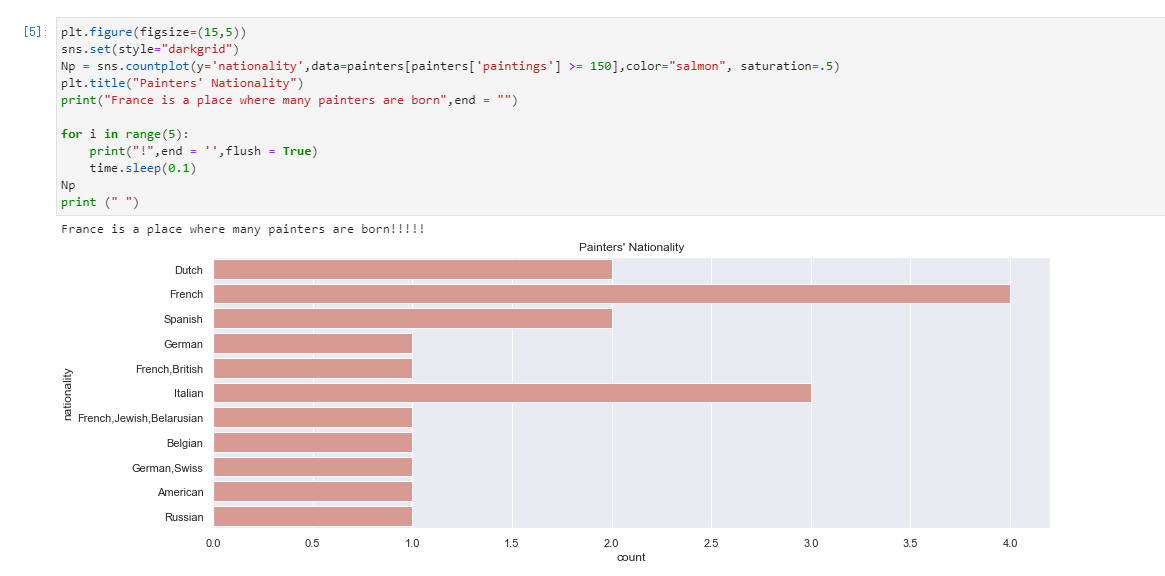 [5]: plt.figure(figsize=(15,5))
sns.set(style="darkgrid")
Np = sns.countplot(y='nationality',data=painters[painters['paintings'] >= 150],color="salmon", saturation=.5)
plt.title("Painters' Nationality")
print("France is a place where many painters are born",end = "")
for i in range(5):
    print("!",end = '',flush = True)
    time.sleep(0.1)
Np
print (" ")
France is a place where many painters are born!!!!!
Painters' Nationality
nationality
Dutch
French
Spanish
German
French,British
Italian
French,Jewish,Belarusian
Belgian
German,Swiss
American
Russian
0.0 0.5 1.0 1.5 2.0 2.5 3.0 3.5 4.0
count